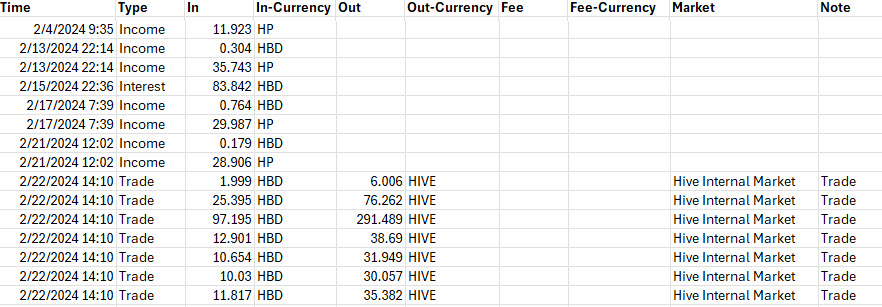 Time Type In In-Currency Out Out-Currency Fee Fee-Currency Market Note
2/4/2024 9:35 Income 11.923 HP
2/13/2024 22:14 Income 0.304 HBD
2/13/2024 22:14 Income 35.743 HP
2/15/2024 22:36 Interest 83.842 HBD
2/17/2024 7:39 Income 0.764 HBD
2/17/2024 7:39 Income 29.987 HP
2/21/2024 12:02 Income 0.179 HBD
2/21/2024 12:02 Income 28.906 HP
2/22/2024 14:10 Trade 1.999 HBD 6.006 HIVE Hive Internal Market Trade
2/22/2024 14:10 Trade 25.395 HBD 76.262 HIVE Hive Internal Market Trade
2/22/2024 14:10 Trade 97.195 HBD 291.489 HIVE Hive Internal Market Trade
2/22/2024 14:10 Trade 12.901 HBD 38.69 HIVE Hive Internal Market Trade
2/22/2024 14:10 Trade 10.654 HBD 31.949 HIVE Hive Internal Market Trade
2/22/2024 14:10 Trade 10.03 HBD 30.057 HIVE Hive Internal Market Trade
2/22/2024 14:10 Trade 11.817 HBD 35.382 HIVE Hive Internal Market Trade